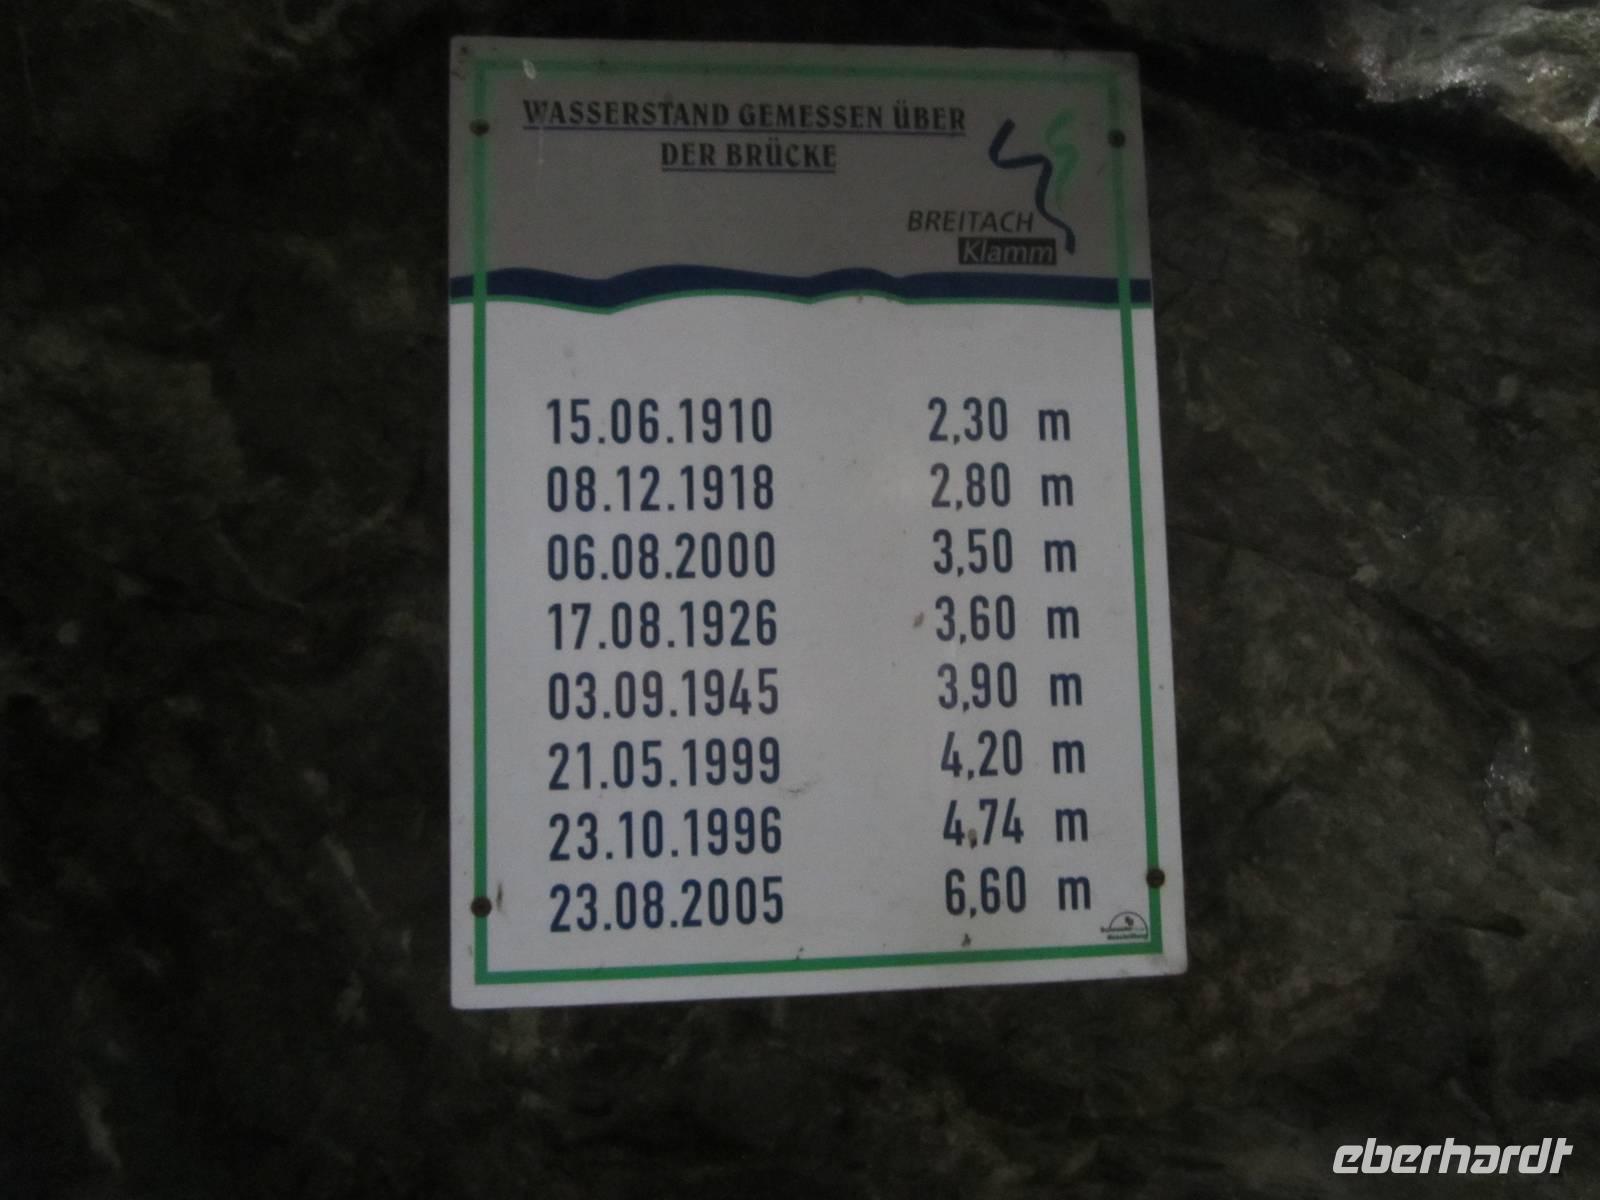 WASSERSTAND GEMESSEN ÜBER
DER BRÜCKE
BREITACH
Klamm
15.06.1910 2,30 m
08.12.1918 2,80 m
06.08.2000 3,50 m
17.08.1926 3,60 m
03.09.1945 3,90 m
21.05.1999 4,20 m
23.10.1996 4,74 m
23.08.2005 6,60 m
eberhardt